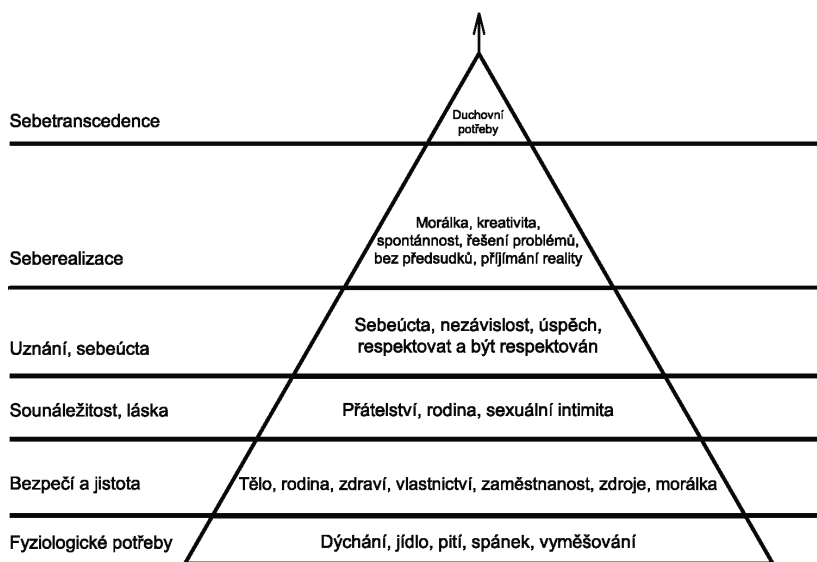 Sebetranscedence
Duchovní
potřeby
Seberealizace
Morálka, kreativita,
spontánnost, řešení problémů,
bez předsudků, příjímání reality
Uznání, sebeúcta
Sebeúcta, nezávislost, úspěch,
respektovat a být respektován
Sounáležitost, láska
Přátelství, rodina, sexuální intimita
Bezpečí a jistota
Tělo, rodina, zdraví, vlastnictví, zaměstnanost, zdroje, morálka
Fyziologické potřeby
Dýchání, jídlo, pití, spánek, vyměšování